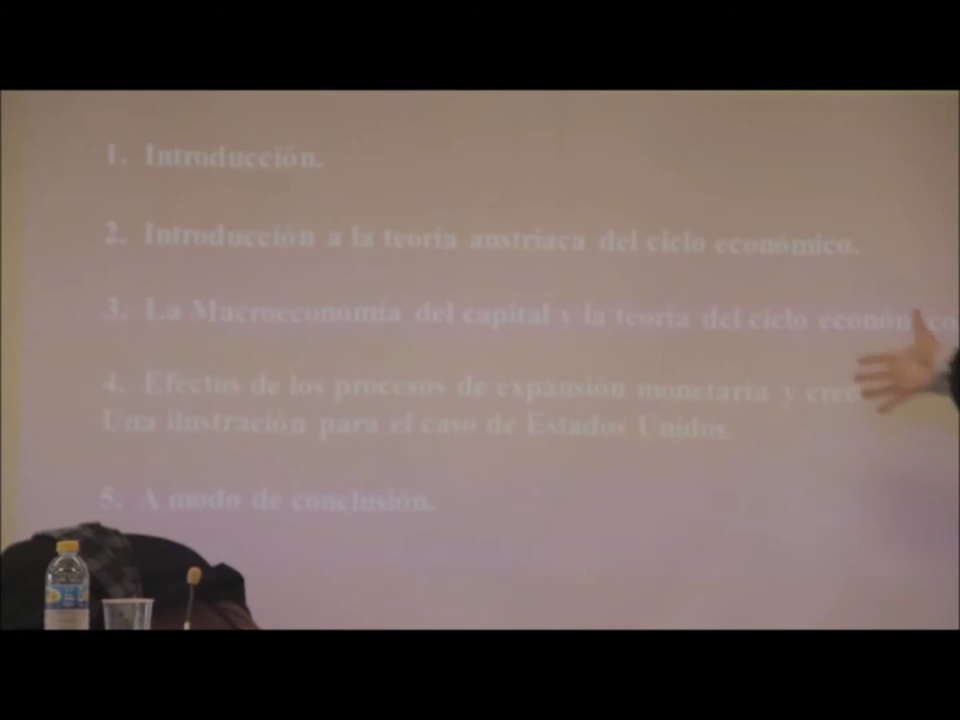 1. Introducción.
2. Introducción a la teoría austriaca del ciclo económico.
3. La Macroeconomía del capital y la teoría del ciclo
4. Efectos de los procesos de expansión monetaria y
Una ilustración para el caso de Estados Unidos.
5. A modo de conclusión.